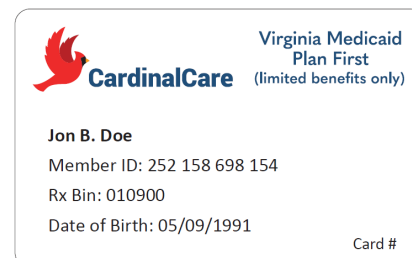 Virginia Medicaid
Plan First
(limited benefits only)
CardinalCare
Jon B. Doe
Member ID: 252 158 698 154
Rx Bin: 010900
Date of Birth: 05/09/1991
Card #